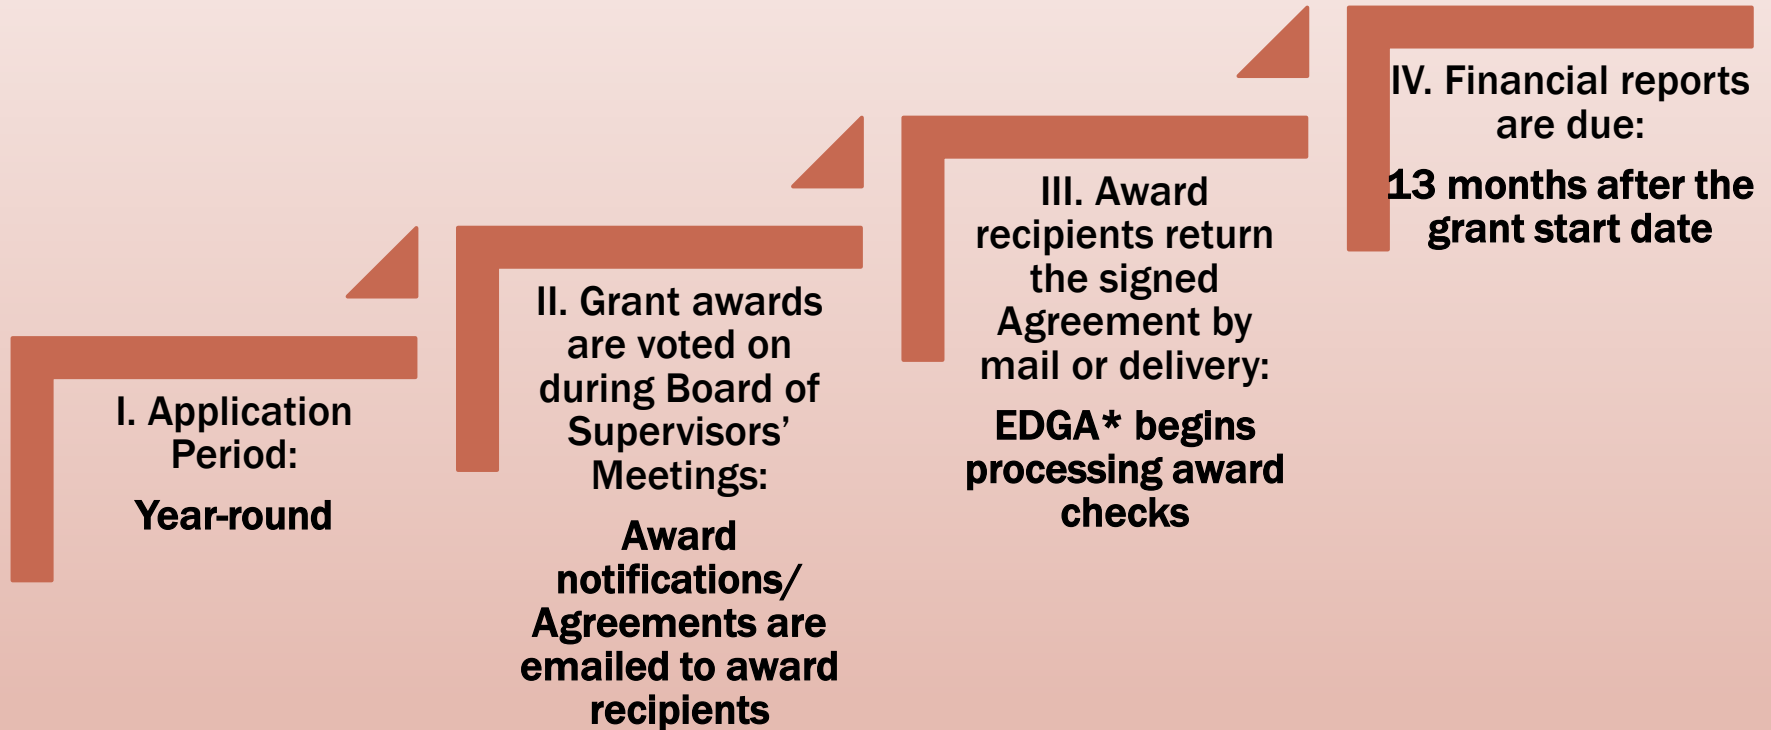 I. Application
Period:
Year-round
II. Grant awards
are voted on
during Board of
Supervisors’
Meetings:
Award
notifications/
Agreements are
emailed to award
recipients
III. Award
recipients return
the signed
Agreement by
mail or delivery:
EDGA* begins
processing award
checks
IV. Financial reports
are due:
13 months after the
grant start date